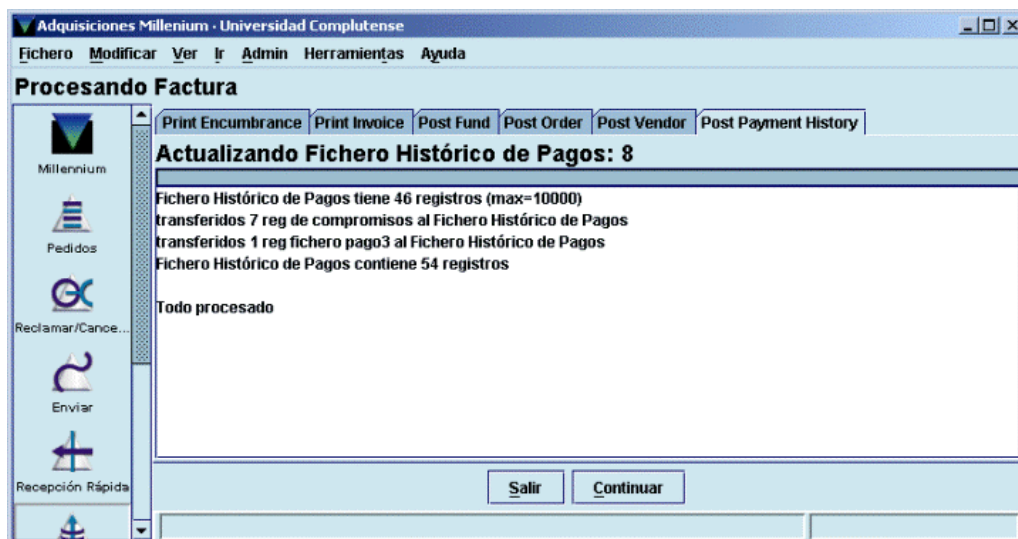 Adquisiciones Millenium · Universidad Complutense
Fichero Modificar Ver Ir Admin Herramientas Ayuda
Procesando Factura
Print Encumbrance Print Invoice Post Fund Post Order Post Vendor Post Payment History
Actualizando Fichero Histórico de Pagos: 8
Fichero Histórico de Pagos tiene 46 registros (max=10000)
transferidos 7 reg de compromisos al Fichero Histórico de Pagos
transferidos 1 reg fichero pago3 al Fichero Histórico de Pagos
Fichero Histórico de Pagos contiene 54 registros
Todo procesado
Millennium
Pedidos
Reclamar/Cance...
Enviar
Recepción Rápida
Salir Continuar